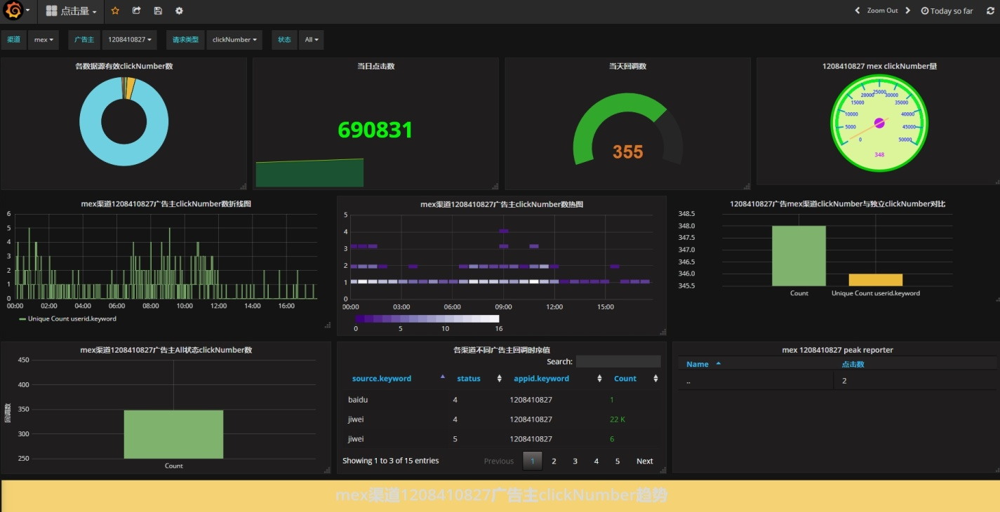 点击量
Zoom Out
Today so far
渠道 mex 广告主 1208410827 请求类型 clickNumber 状态 All
各数据源有效clickNumber数
当日点击数
690831
当天回调数
355
1208410827 mex clickNumber量
0
5000
10000
15000
20000
25000
30000
35000
40000
45000
50000
348
mex渠道1208410827广告主clickNumber数折线图
6
5
4
3
2
1
0
00:00 02:00 04:00 06:00 08:00 10:00 12:00 14:00 16:00
Unique Count userid.keyword
mex渠道1208410827广告主clickNumber数热图
5
4
3
2
1
0
00:00 03:00 06:00 09:00 12:00 15:00
0 5 10 16
1208410827广告mex渠道clickNumber与独立clickNumber对比
348.5
348.0
347.5
347.0
346.5
346.0
345.5
Count Unique Count userid.keyword
mex渠道1208410827广告主All状态clickNumber数
回调数
450
400
350
300
250
Count
各渠道不同广告主回调时序值
Search:
source.keyword status appid.keyword Count
baidu 4 1208410827 1
jiwei 4 1208410827 22 K
jiwei 5 1208410827 6
Showing 1 to 3 of 15 entries Previous 1 2 3 4 5 Next
mex 1208410827 peak reporter
Name 点击数
.. 2
mex渠道1208410827广告主clickNumber趋势